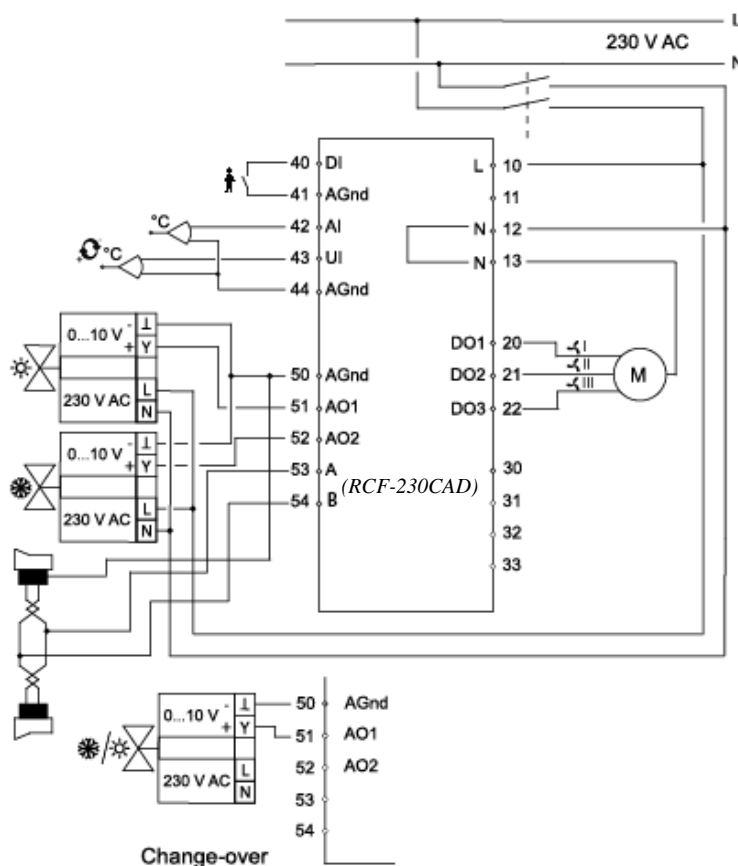 L
230 V AC
N
40 DI
L 10
41 AGnd
11
°C
42 AI
N 12
°C
43 UI
N 13
44 AGnd
0...10 V - ⊥
+ Y
L
230 V AC N
DO1 20 I
50 AGnd
DO2 21 II M
51 AO1
DO3 22 III
0...10 V - ⊥
+ Y
L
230 V AC N
52 AO2
53 A
30
(RCF-230CAD)
54 B
31
32
33
0...10 V - ⊥
+ Y
L
230 V AC N
50 AGnd
51 AO1
52 AO2
53
54
Change-over